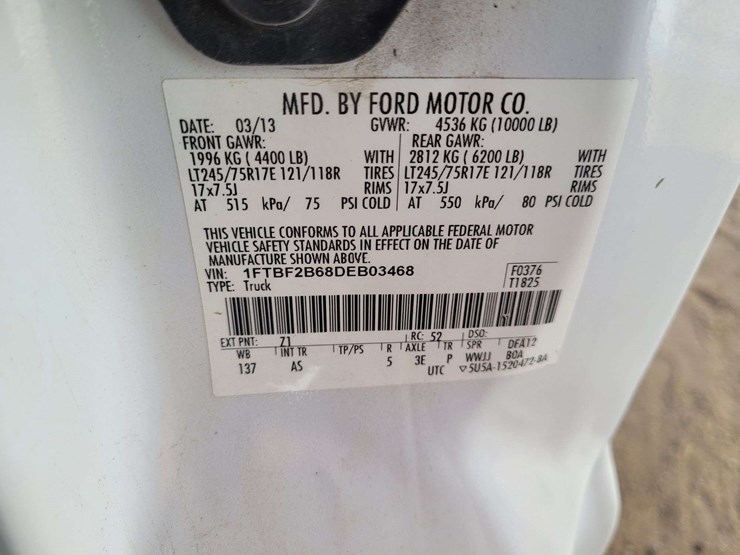 MFD. BY FORD MOTOR CO.
DATE: 03/13 GVWR: 4536 KG (10000 LB)
FRONT GAWR: REAR GAWR:
1996 KG ( 4400 LB) WITH 2812 KG ( 6200 LB) WITH
LT245/75R17E 121/118R TIRES LT245/75R17E 121/118R TIRES
17x7.5J RIMS 17x7.5J RIMS
AT 515 kPa/ 75 PSI COLD AT 550 kPa/ 80 PSI COLD
THIS VEHICLE CONFORMS TO ALL APPLICABLE FEDERAL MOTOR
VEHICLE SAFETY STANDARDS IN EFFECT ON THE DATE OF
MANUFACTURE SHOWN ABOVE.
VIN: 1FTBF2B68DEB03468 F0376
TYPE: Truck T1825
EXT PNT: Z1 RC: 52 DSO:
WB INT TR TP/PS R AXLE TR SPR DFA12
137 AS 5 3E P WWJJ BOA
UTC ▽5U5A-1520472-BA